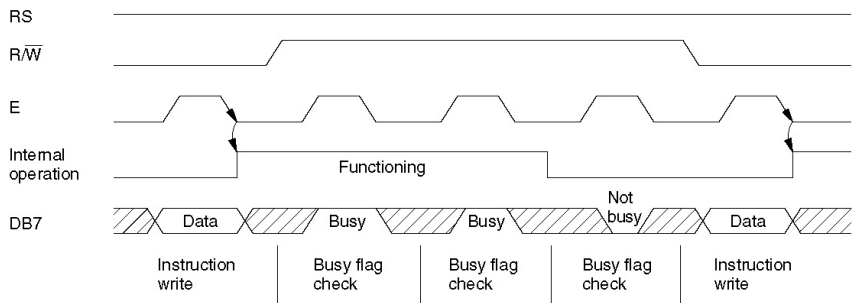 RS
R/W̅
E
Internal
operation
Functioning
DB7
Data
Busy
Busy
Not
busy
Data
Instruction
write
Busy flag
check
Busy flag
check
Busy flag
check
Instruction
write